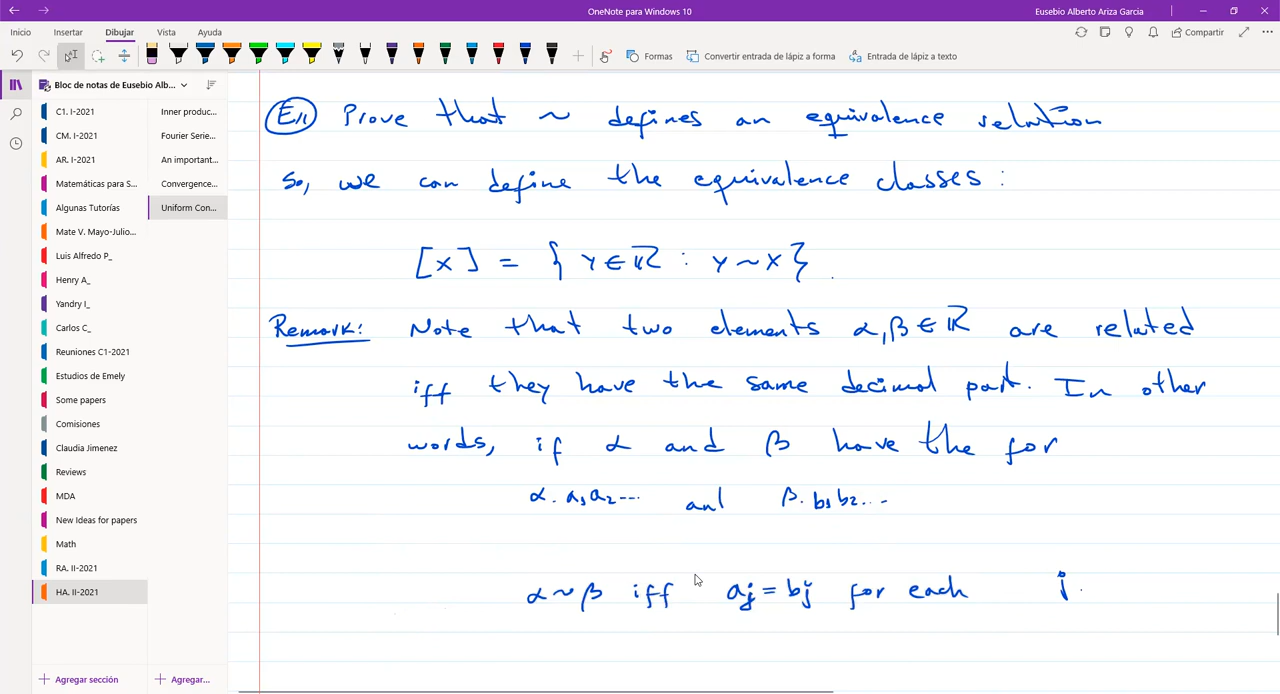 OneNote para Windows 10
Eusebio Alberto Ariza Garcia
Inicio Insertar Dibujar Vista Ayuda
Compartir
Formas Convertir entrada de lápiz a forma Entrada de lápiz a texto
Bloc de notas de Eusebio Alb...
C1. I-2021
CM. I-2021
AR. I-2021
Matemáticas para S...
Algunas Tutorías
Mate V. Mayo-Julio...
Luis Alfredo P_
Henry A_
Yandry I_
Carlos C_
Reuniones C1-2021
Estudios de Emely
Some papers
Comisiones
Claudia Jimenez
Reviews
MDA
New Ideas for papers
Math
RA. II-2021
HA. II-2021
Agregar sección
Inner produc...
Fourier Serie...
An important...
Convergence...
Uniform Con...
Agregar...
Ex Prove that ~ defines an equivalence relation
so, we can define the equivalence classes:
[x] = { y ∈ ℝ : y ~ x }.
Remark: Note that two elements α, β ∈ ℝ are related
iff they have the same decimal part. In other
words, if α and β have the for
α. a1 a2 ... and β. b1 b2 ...
α ~ β iff aj = bj for each j.